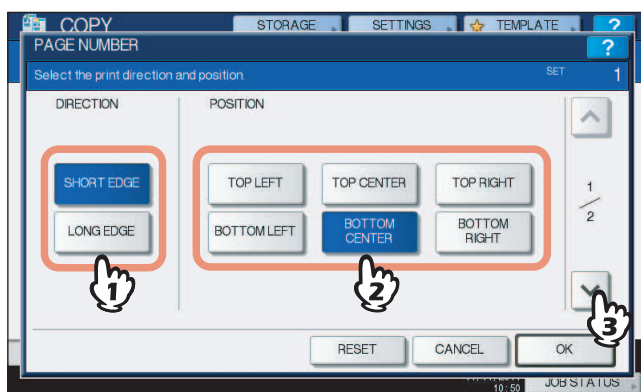 COPY STORAGE SETTINGS TEMPLATE ?
PAGE NUMBER ?
Select the print direction and position SET 1
DIRECTION POSITION
SHORT EDGE TOP LEFT TOP CENTER TOP RIGHT
LONG EDGE BOTTOM LEFT BOTTOM CENTER BOTTOM RIGHT
1
2
1 2 3
RESET CANCEL OK
10:50 JOB STATUS